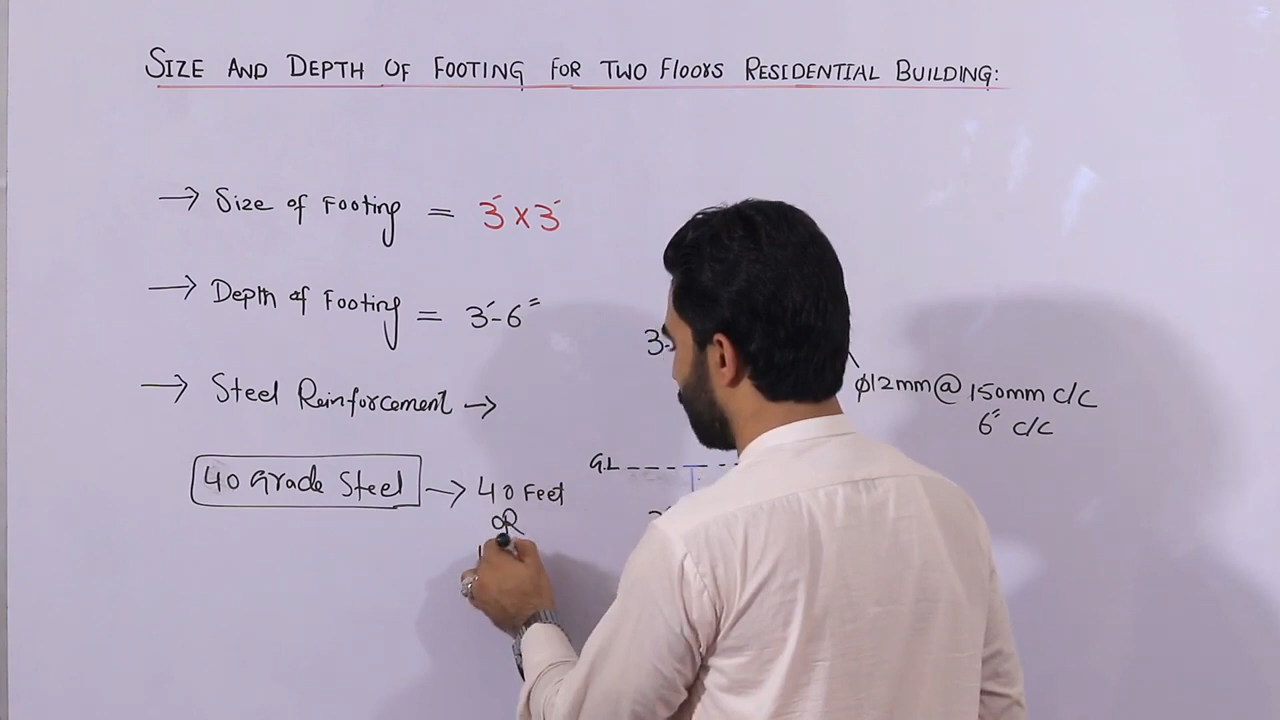 SIZE AND DEPTH OF FOOTING FOR TWO FLOORS RESIDENTIAL BUILDING:
→ Size of Footing = 3' x 3'
→ Depth of Footing = 3'-6"
→ Steel Reinforcement →
40 Grade Steel → 40 Feet
OR
3-
φ12mm@150mm c/c
6" c/c
G.L